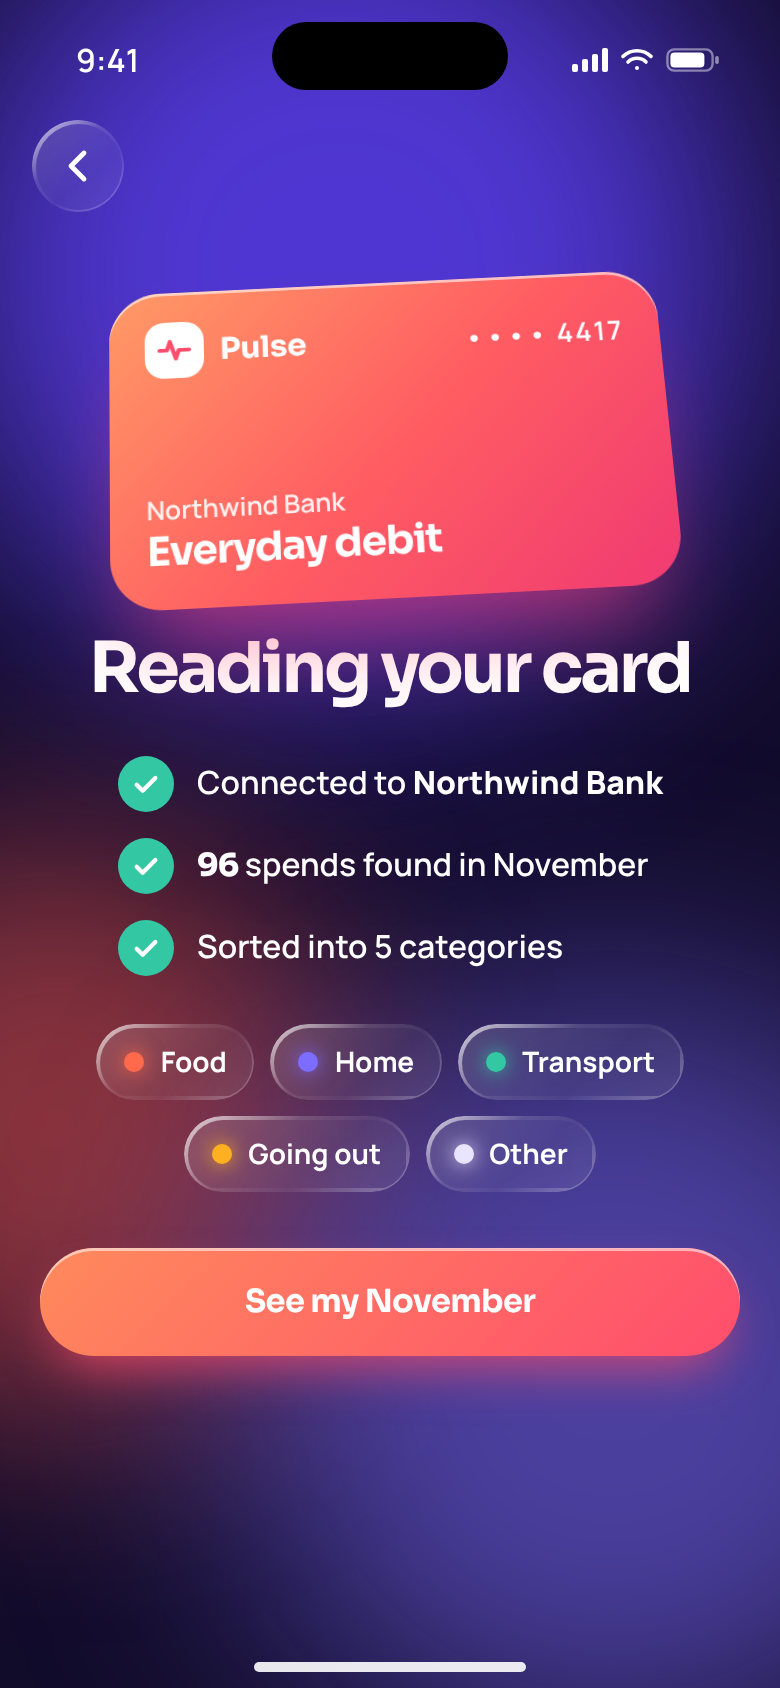 9:41
Pulse
•••• 4417
Northwind Bank
Everyday debit
Reading your card
Connected to Northwind Bank
96 spends found in November
Sorted into 5 categories
Food
Home
Transport
Going out
Other
See my November